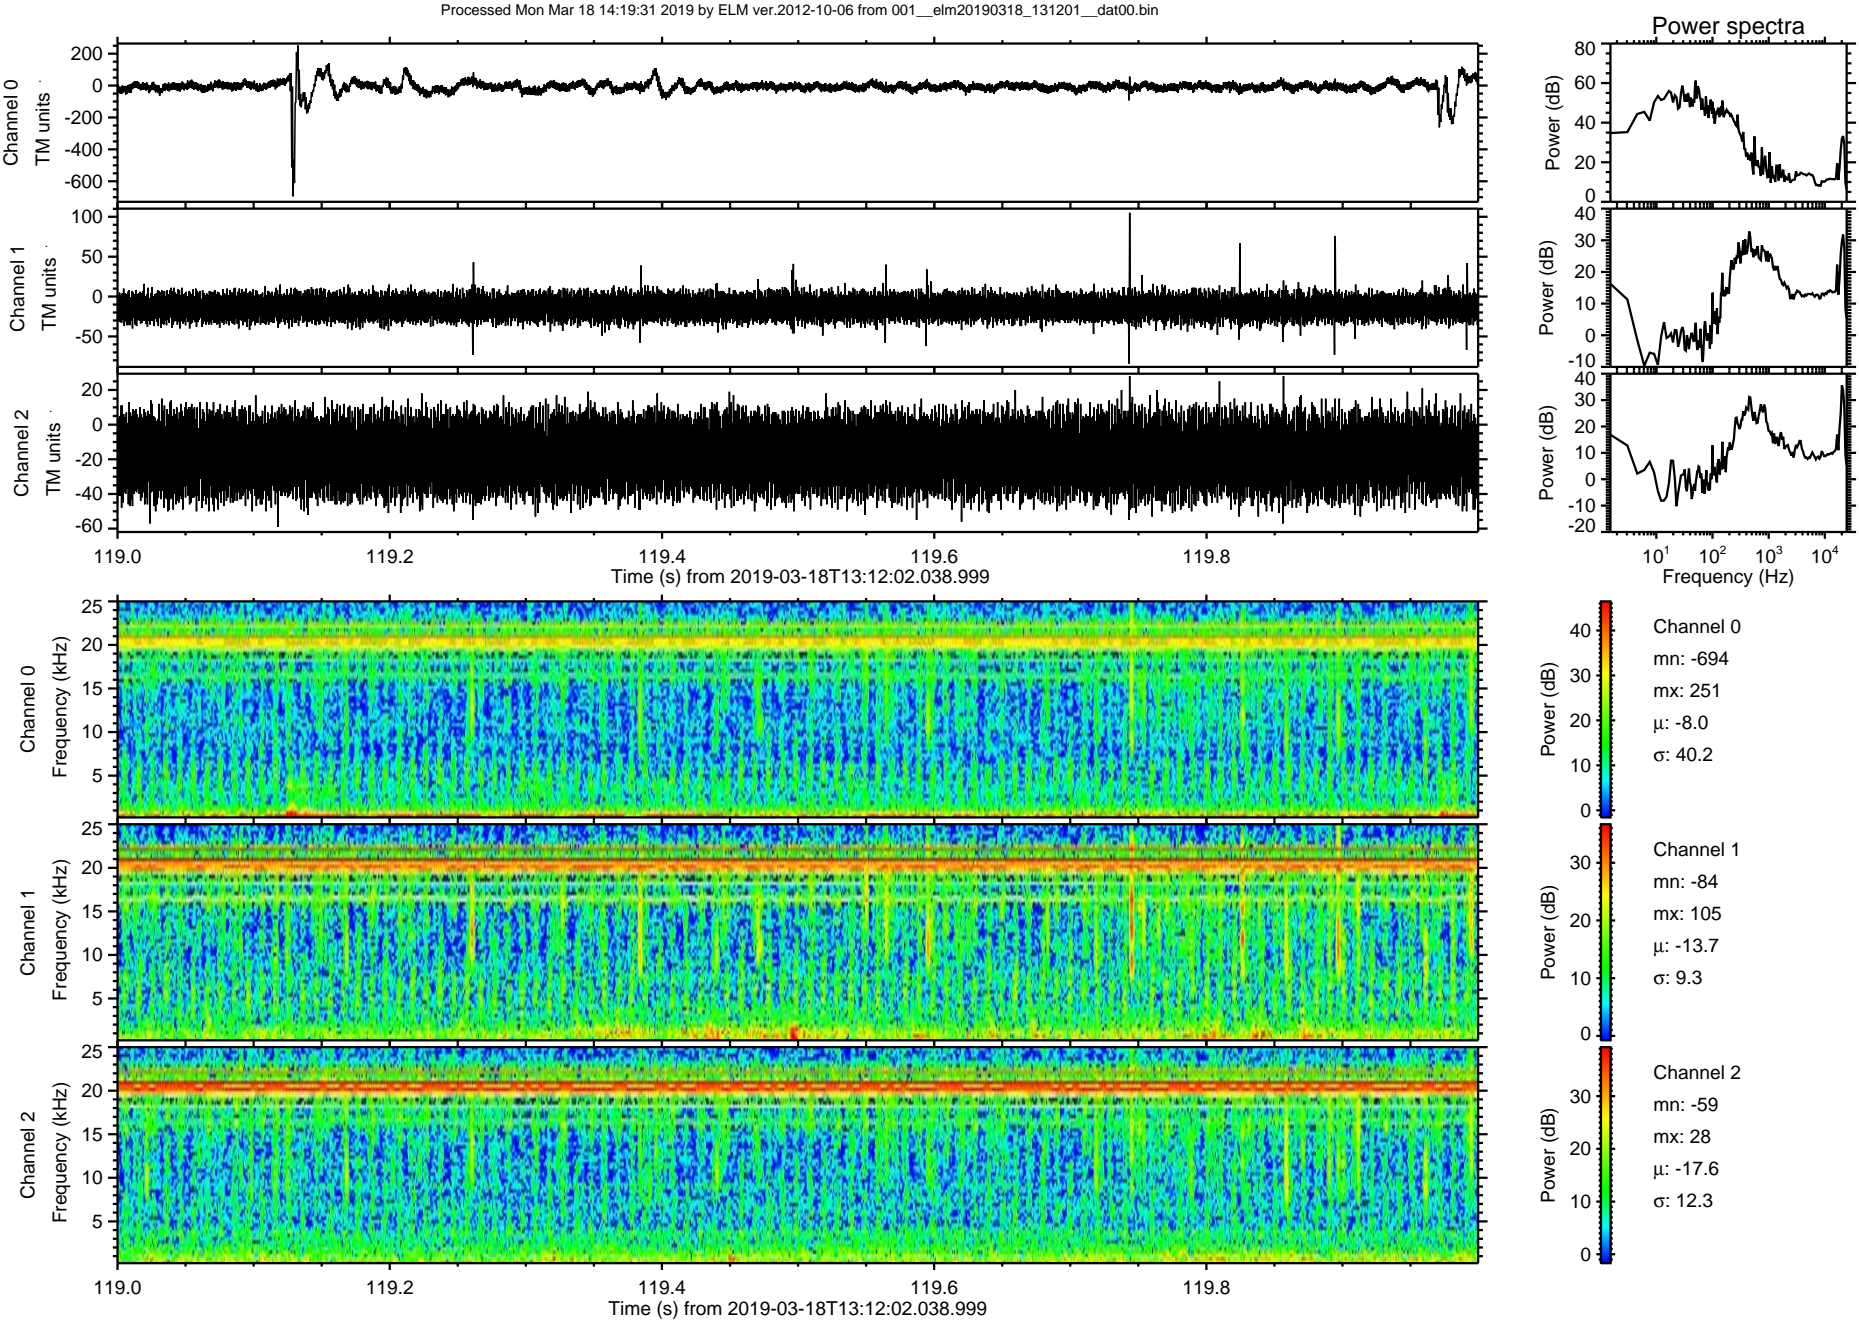 Processed Mon Mar 18 14:19:31 2019 by ELM ver.2012-10-06 from 001__elm20190318_131201__dat00.bin
Power spectra
Channel 0
TM units
200
0
-200
-400
-600
Power (dB)
80
60
40
20
0
Channel 1
TM units
100
50
0
-50
Power (dB)
40
30
20
10
0
-10
Channel 2
TM units
20
0
-20
-40
-60
Power (dB)
40
30
20
10
0
-10
-20
119.0 119.2 119.4 119.6 119.8
Time (s) from 2019-03-18T13:12:02.038.999
10¹ 10² 10³ 10⁴
Frequency (Hz)
Channel 0
Frequency (kHz)
25
20
15
10
5
Power (dB)
40
30
20
10
0
Channel 0
mn: -694
mx: 251
μ: -8.0
σ: 40.2
Channel 1
Frequency (kHz)
25
20
15
10
5
Power (dB)
30
20
10
0
Channel 1
mn: -84
mx: 105
μ: -13.7
σ: 9.3
Channel 2
Frequency (kHz)
25
20
15
10
5
Power (dB)
30
20
10
0
Channel 2
mn: -59
mx: 28
μ: -17.6
σ: 12.3
119.0 119.2 119.4 119.6 119.8
Time (s) from 2019-03-18T13:12:02.038.999